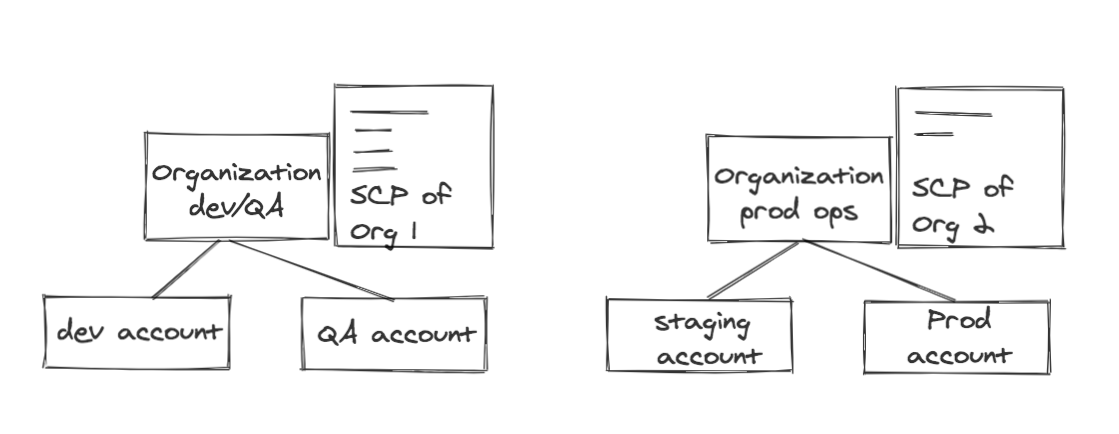 Organization
dev/QA
SCP of
Org 1
dev account
QA account
Organization
prod ops
SCP of
Org 2
staging
account
Prod
account